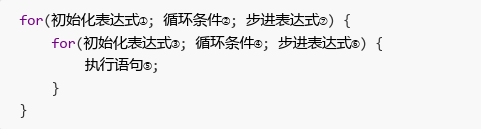 for(初始化表达式①; 循环条件②; 步进表达式⑦) {
for(初始化表达式③; 循环条件④; 步进表达式⑥) {
执行语句⑤;
}
}